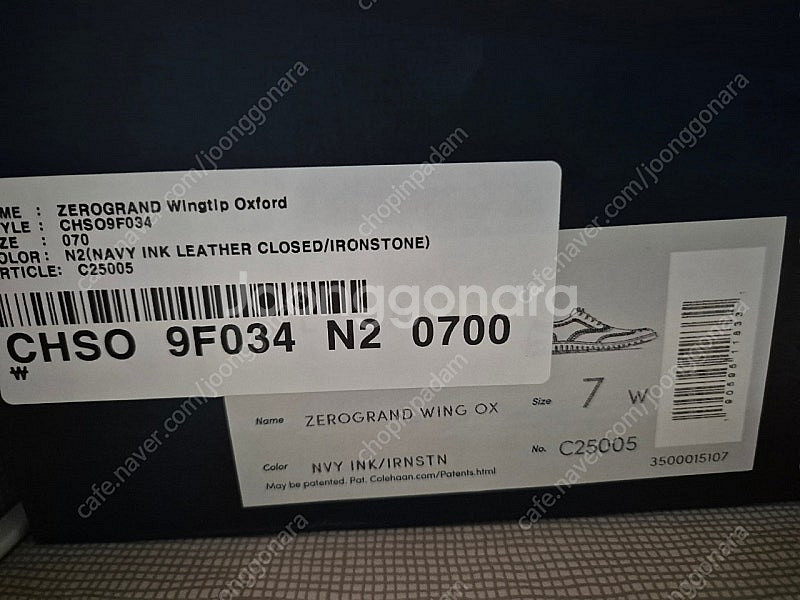 ME : ZEROGRAND Wingtip Oxford
YLE : CHSO9F034
ZE : 070
OLOR : N2(NAVY INK LEATHER CLOSED/IRONSTONE)
RTICLE: C25005
CHSO 9F034 N2 0700
₩
Name ZEROGRAND WING OX
Size 7 W
Color NVY INK/IRNSTN
No. C25005
May be patented. Pat. Colehaan.com/Patents.html
3500015107
Joonggonara
cafe.naver.com/joonggonara
chopinpadam